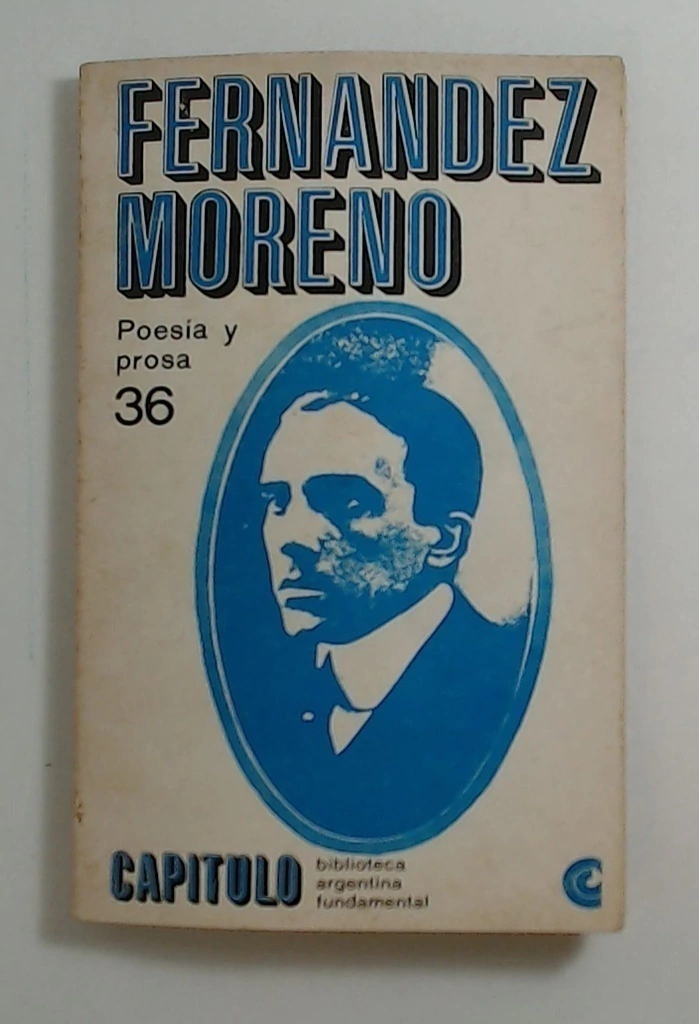 FERNANDEZ
MORENO
Poesía y
prosa
36
CAPITULO
biblioteca
argentina
fundamental